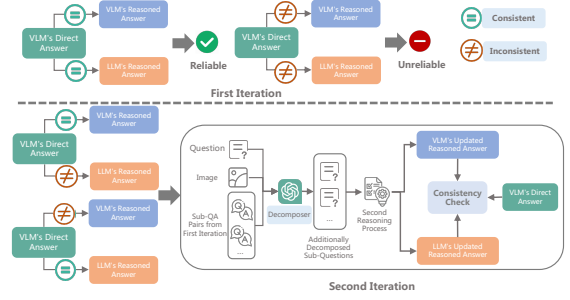 VLM's Direct
Answer
VLM's Reasoned
Answer
LLM's Reasoned
Answer
Reliable
VLM's Direct
Answer
VLM's Reasoned
Answer
LLM's Reasoned
Answer
Unreliable
Consistent
Inconsistent
First Iteration
VLM's Direct
Answer
VLM's Reasoned
Answer
LLM's Reasoned
Answer
VLM's Direct
Answer
VLM's Reasoned
Answer
LLM's Reasoned
Answer
Question
Image
Sub-QA
Pairs from
First Iteration
...
Decomposer
...
Additionally
Decomposed
Sub-Questions
Second
Reasoning
Process
VLM's Updated
Reasoned Answer
Consistency
Check
VLM's Direct
Answer
LLM's Updated
Reasoned Answer
Second Iteration